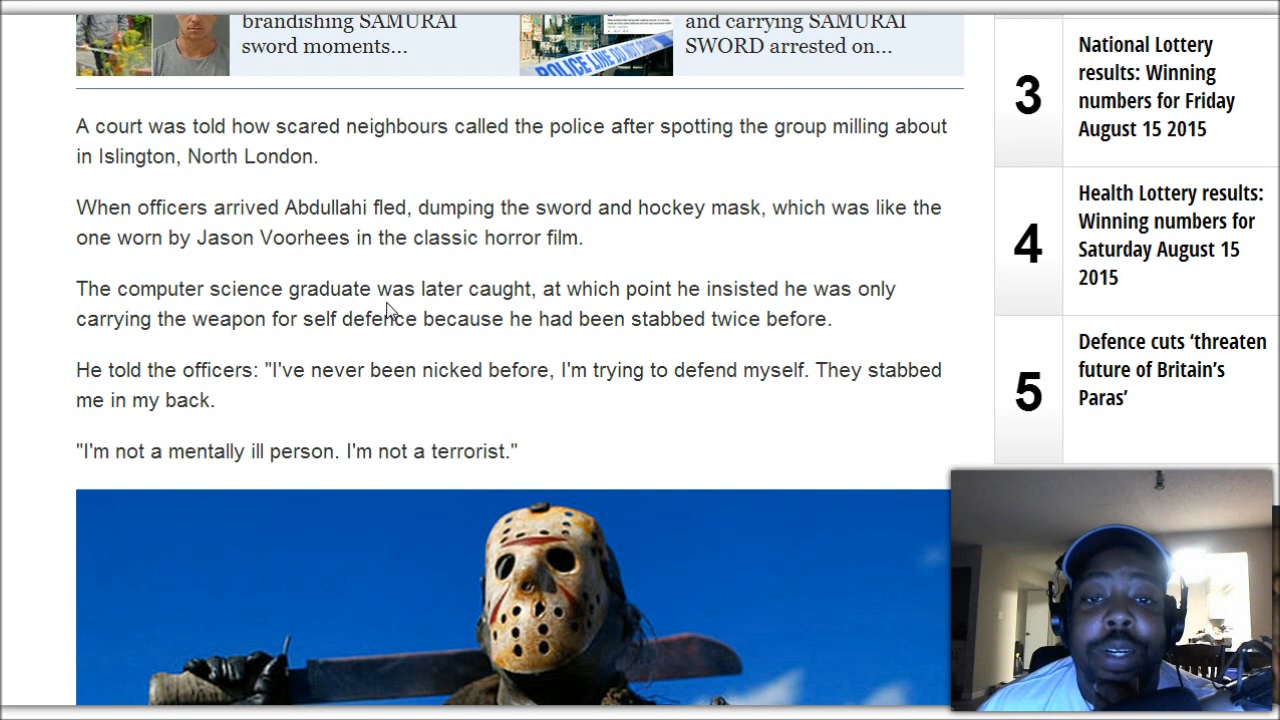 brandishing SAMURAI
sword moments...
and carrying SAMURAI
SWORD arrested on...
POLICE LINE DO NOT CROSS
A court was told how scared neighbours called the police after spotting the group milling about
in Islington, North London.
When officers arrived Abdullahi fled, dumping the sword and hockey mask, which was like the
one worn by Jason Voorhees in the classic horror film.
The computer science graduate was later caught, at which point he insisted he was only
carrying the weapon for self defence because he had been stabbed twice before.
He told the officers: "I've never been nicked before, I'm trying to defend myself. They stabbed
me in my back.
"I'm not a mentally ill person. I'm not a terrorist."
3
National Lottery
results: Winning
numbers for Friday
August 15 2015
4
Health Lottery results:
Winning numbers for
Saturday August 15
2015
5
Defence cuts ‘threaten
future of Britain’s
Paras’